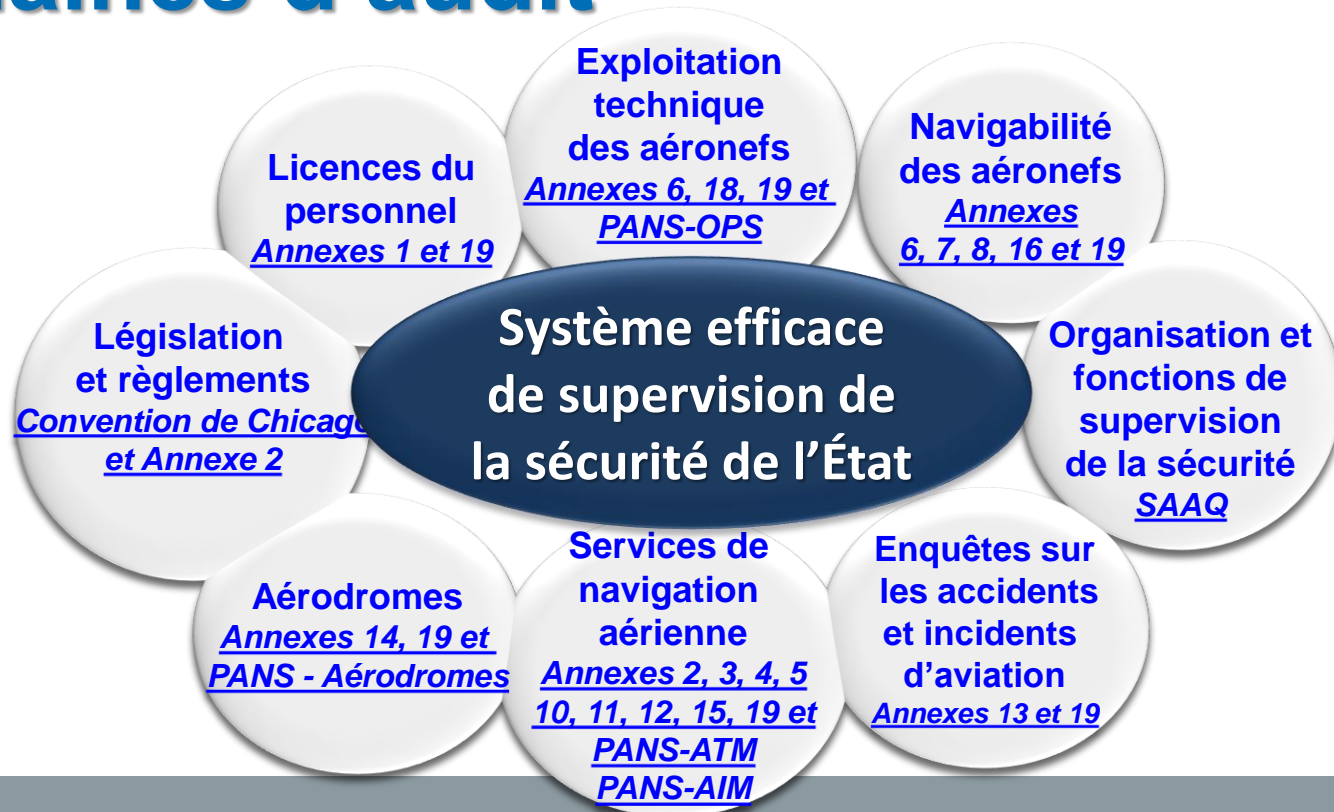 d'audit
Exploitation
technique
des aéronefs
Annexes 6, 18, 19 et
PANS-OPS
Licences du
personnel
Annexes 1 et 19
Navigabilité
des aéronefs
Annexes
6, 7, 8, 16 et 19
Législation
et règlements
Convention de Chicago
et Annexe 2
Système efficace
de supervision de
la sécurité de l’État
Organisation et
fonctions de
supervision
de la sécurité
SAAQ
Aérodromes
Annexes 14, 19 et
PANS - Aérodromes
Services de
navigation
aérienne
Annexes 2, 3, 4, 5
10, 11, 12, 15, 19 et
PANS-ATM
PANS-AIM
Enquêtes sur
les accidents
et incidents
d’aviation
Annexes 13 et 19